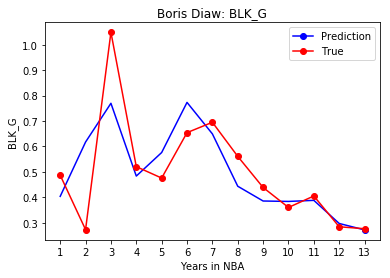 Boris Diaw: BLK_G
Prediction
True
BLK_G
1.0
0.9
0.8
0.7
0.6
0.5
0.4
0.3
1 2 3 4 5 6 7 8 9 10 11 12 13
Years in NBA